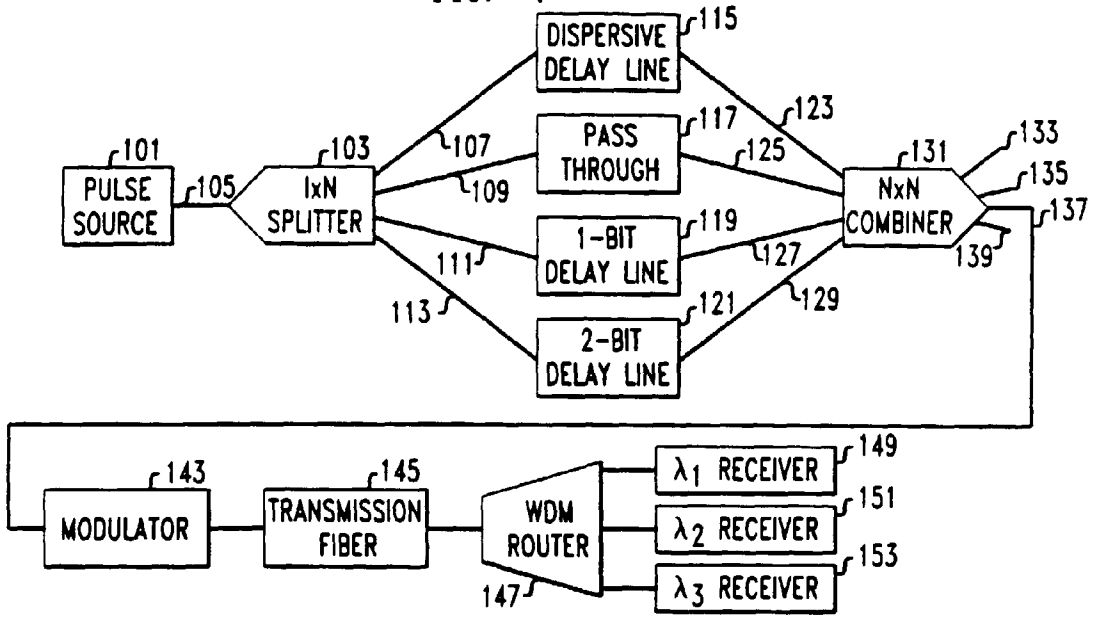 115
DISPERSIVE
DELAY LINE
123
107
117
PASS
THROUGH
125
133
101
PULSE
SOURCE
105
103
1xN
SPLITTER
109
131
NxN
COMBINER
135
137
139
111
119
1-BIT
DELAY LINE
127
113
121
2-BIT
DELAY LINE
129
143
MODULATOR
145
TRANSMISSION
FIBER
WDM
ROUTER
147
λ1 RECEIVER
149
λ2 RECEIVER
151
λ3 RECEIVER
153